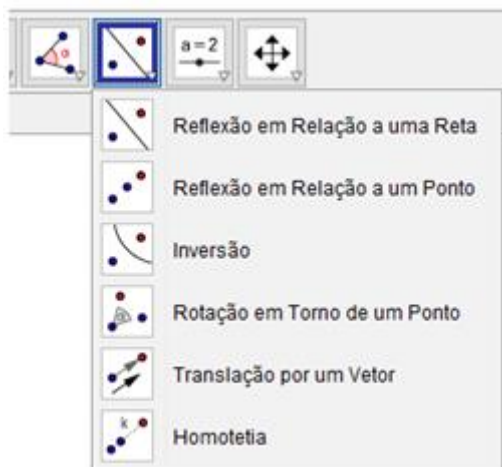 α
a = 2
Reflexão em Relação a uma Reta
Reflexão em Relação a um Ponto
Inversão
α
Rotação em Torno de um Ponto
Translação por um Vetor
k
Homotetia